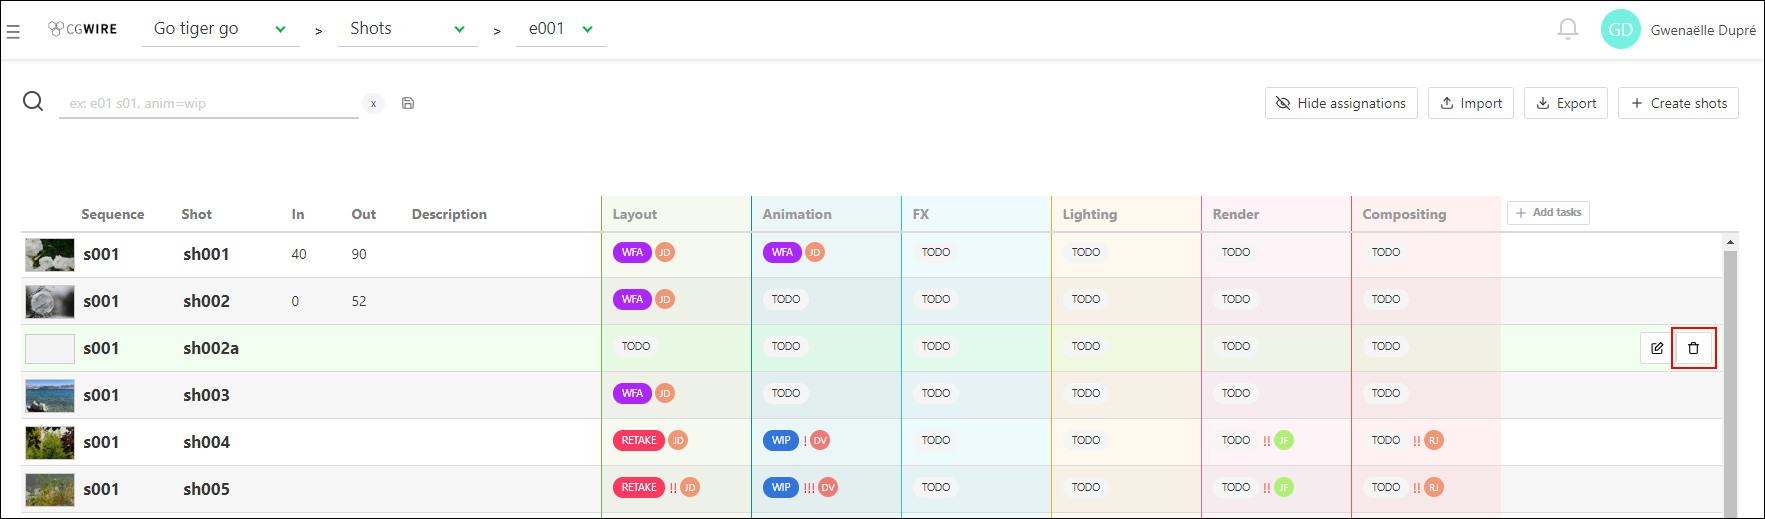 CGWIRE Go tiger go > Shots > e001 GD Gwenaëlle Dupré
ex: e01 s01, anim=wip x Hide assignations Import Export + Create shots
Sequence Shot In Out Description Layout Animation FX Lighting Render Compositing + Add tasks
s001 sh001 40 90 WFA JD WFA JD TODO TODO TODO TODO
s001 sh002 0 52 WFA JD TODO TODO TODO TODO TODO
s001 sh002a TODO TODO TODO TODO TODO TODO
s001 sh003 WFA JD TODO TODO TODO TODO TODO
s001 sh004 RETAKE JD WIP ! DV TODO TODO TODO !! JF TODO !! RJ
s001 sh005 RETAKE !! JD WIP !!! DV TODO TODO TODO !! JF TODO !! RJ